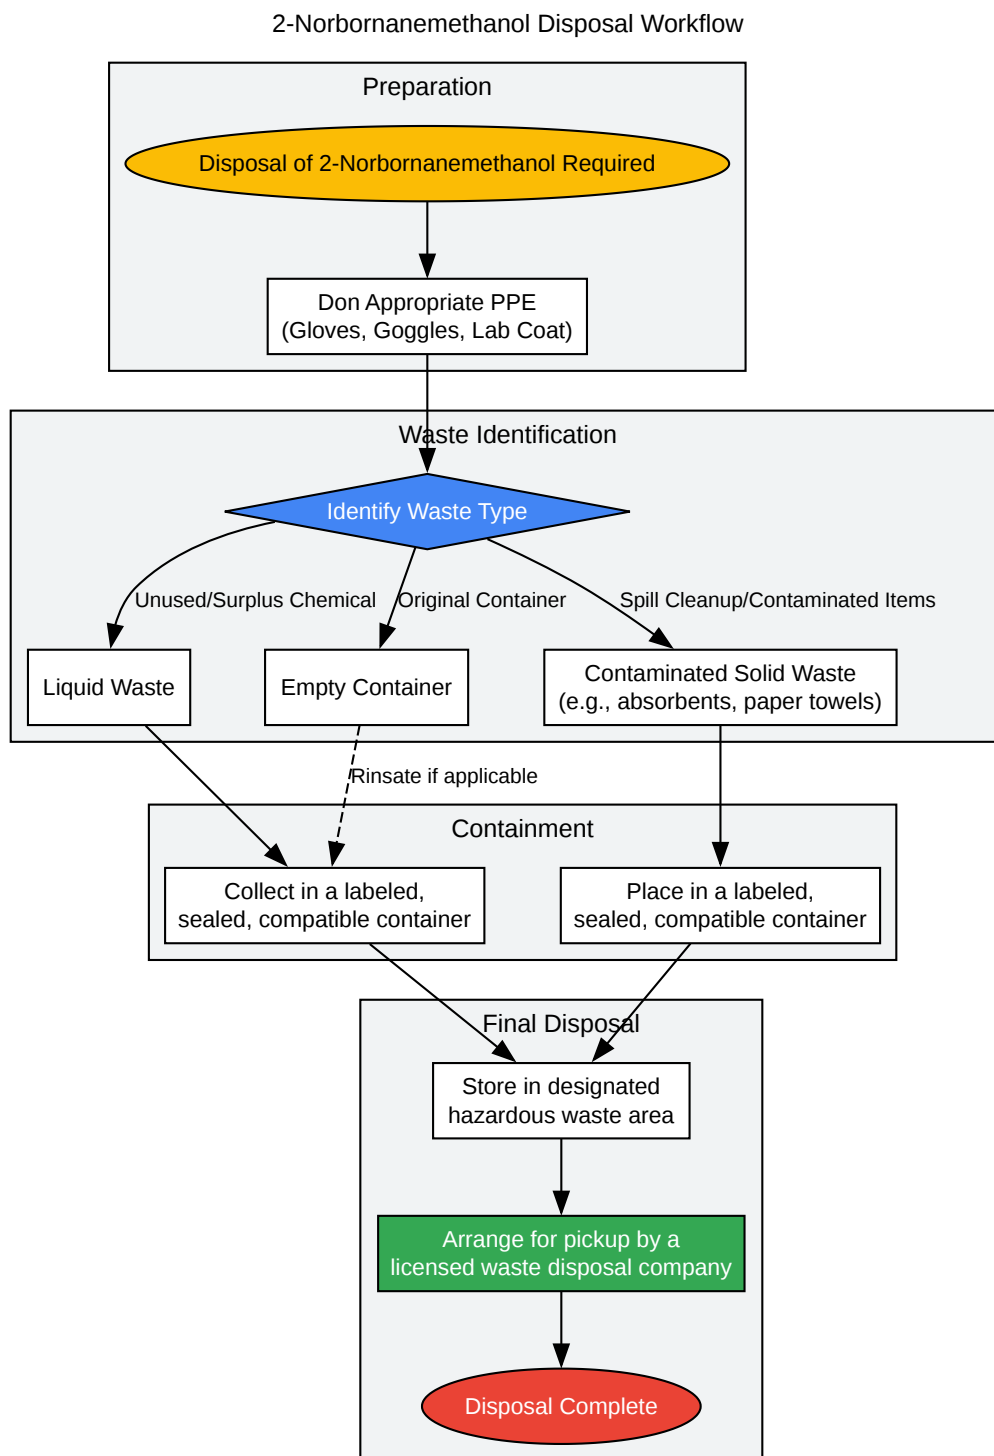 2-Norbornanemethanol Disposal Workflow
Preparation
Disposal of 2-Norbornanemethanol Required
Don Appropriate PPE
(Gloves, Goggles, Lab Coat)
Waste Identification
Identify Waste Type
Unused/Surplus Chemical
Original Container
Spill Cleanup/Contaminated Items
Liquid Waste
Empty Container
Contaminated Solid Waste
(e.g., absorbents, paper towels)
Rinsate if applicable
Containment
Collect in a labeled,
sealed, compatible container
Place in a labeled,
sealed, compatible container
Final Disposal
Store in designated
hazardous waste area
Arrange for pickup by a
licensed waste disposal company
Disposal Complete